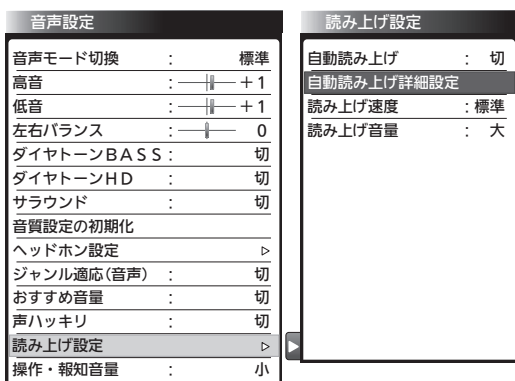 音声設定
音声モード切換 : 標準
高音 : +1
低音 : +1
左右バランス : 0
ダイヤトーンBASS : 切
ダイヤトーンHD : 切
サラウンド : 切
音質設定の初期化
ヘッドホン設定 ▷
ジャンル適応(音声) : 切
おすすめ音量 : 切
声ハッキリ : 切
読み上げ設定 ▷
操作・報知音量 : 小
読み上げ設定
自動読み上げ : 切
自動読み上げ詳細設定
読み上げ速度 : 標準
読み上げ音量 : 大